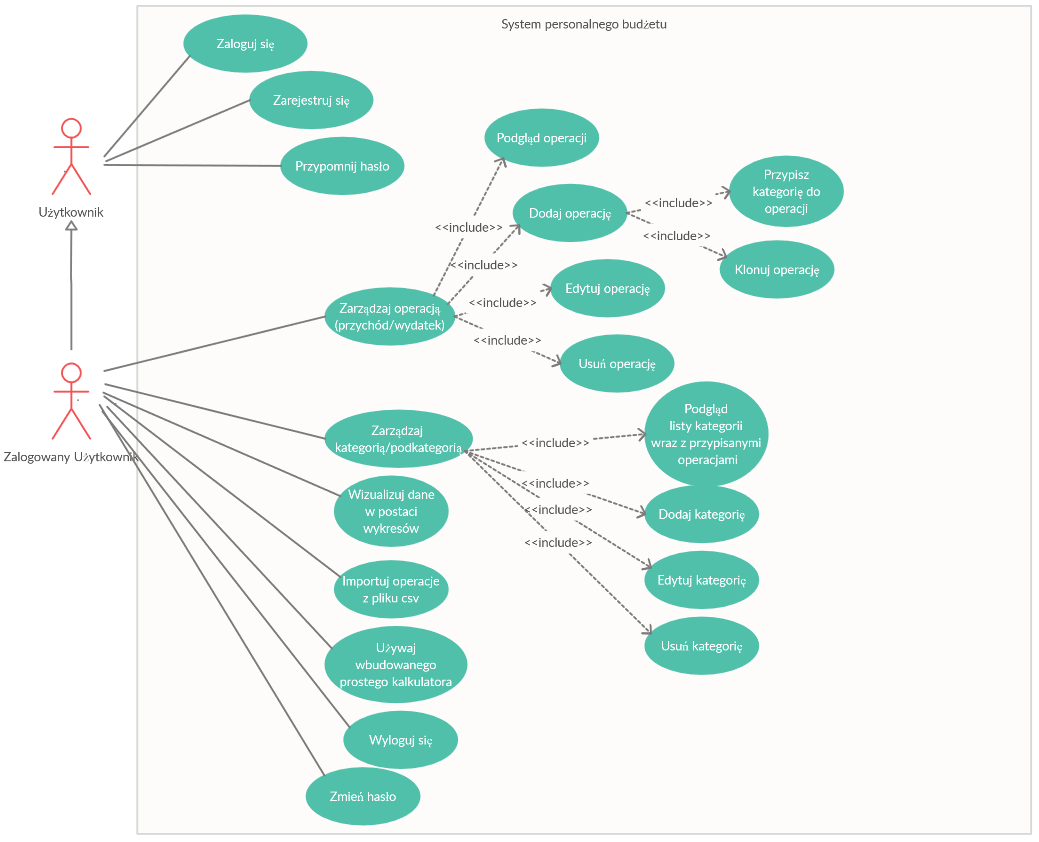 System personalnego budżetu
Zaloguj się
Zarejestruj się
Przypomnij hasło
Użytkownik
Podgląd operacji
Przypisz
kategorię do
operacji
Dodaj operację
<<include>>
<<include>>
<<include>>
<<include>>
Klonuj operację
Edytuj operację
<<include>>
Zarządzaj operacją
(przychód/wydatek)
<<include>>
Usuń operację
Zalogowany Użytkownik
Zarządzaj
kategorią/podkategorią
<<include>>
Podgląd
listy kategorii
wraz z przypisanymi
operacjami
<<include>>
Wizualizuj dane
w postaci
wykresów
<<include>>
Dodaj kategorię
<<include>>
Importuj operacje
z pliku csv
Edytuj kategorię
Używaj
wbudowanego
prostego kalkulatora
Usuń kategorię
Wyloguj się
Zmień hasło